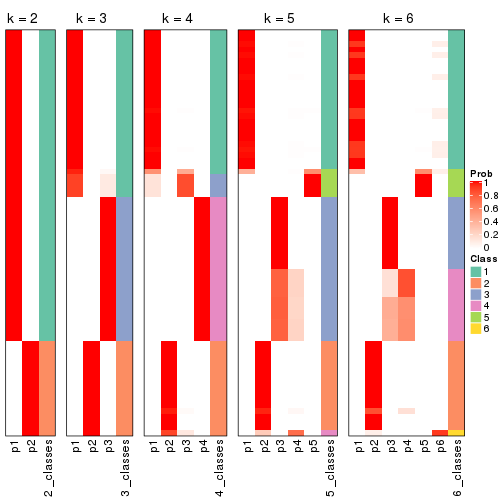 k = 2
k = 3
k = 4
k = 5
k = 6
Prob
1
0.8
0.6
0.4
0.2
0
Class
1
2
3
4
5
6
p1
p2
2_classes
p1
p2
p3
3_classes
p1
p2
p3
p4
4_classes
p1
p2
p3
p4
p5
5_classes
p1
p2
p3
p4
p5
p6
6_classes